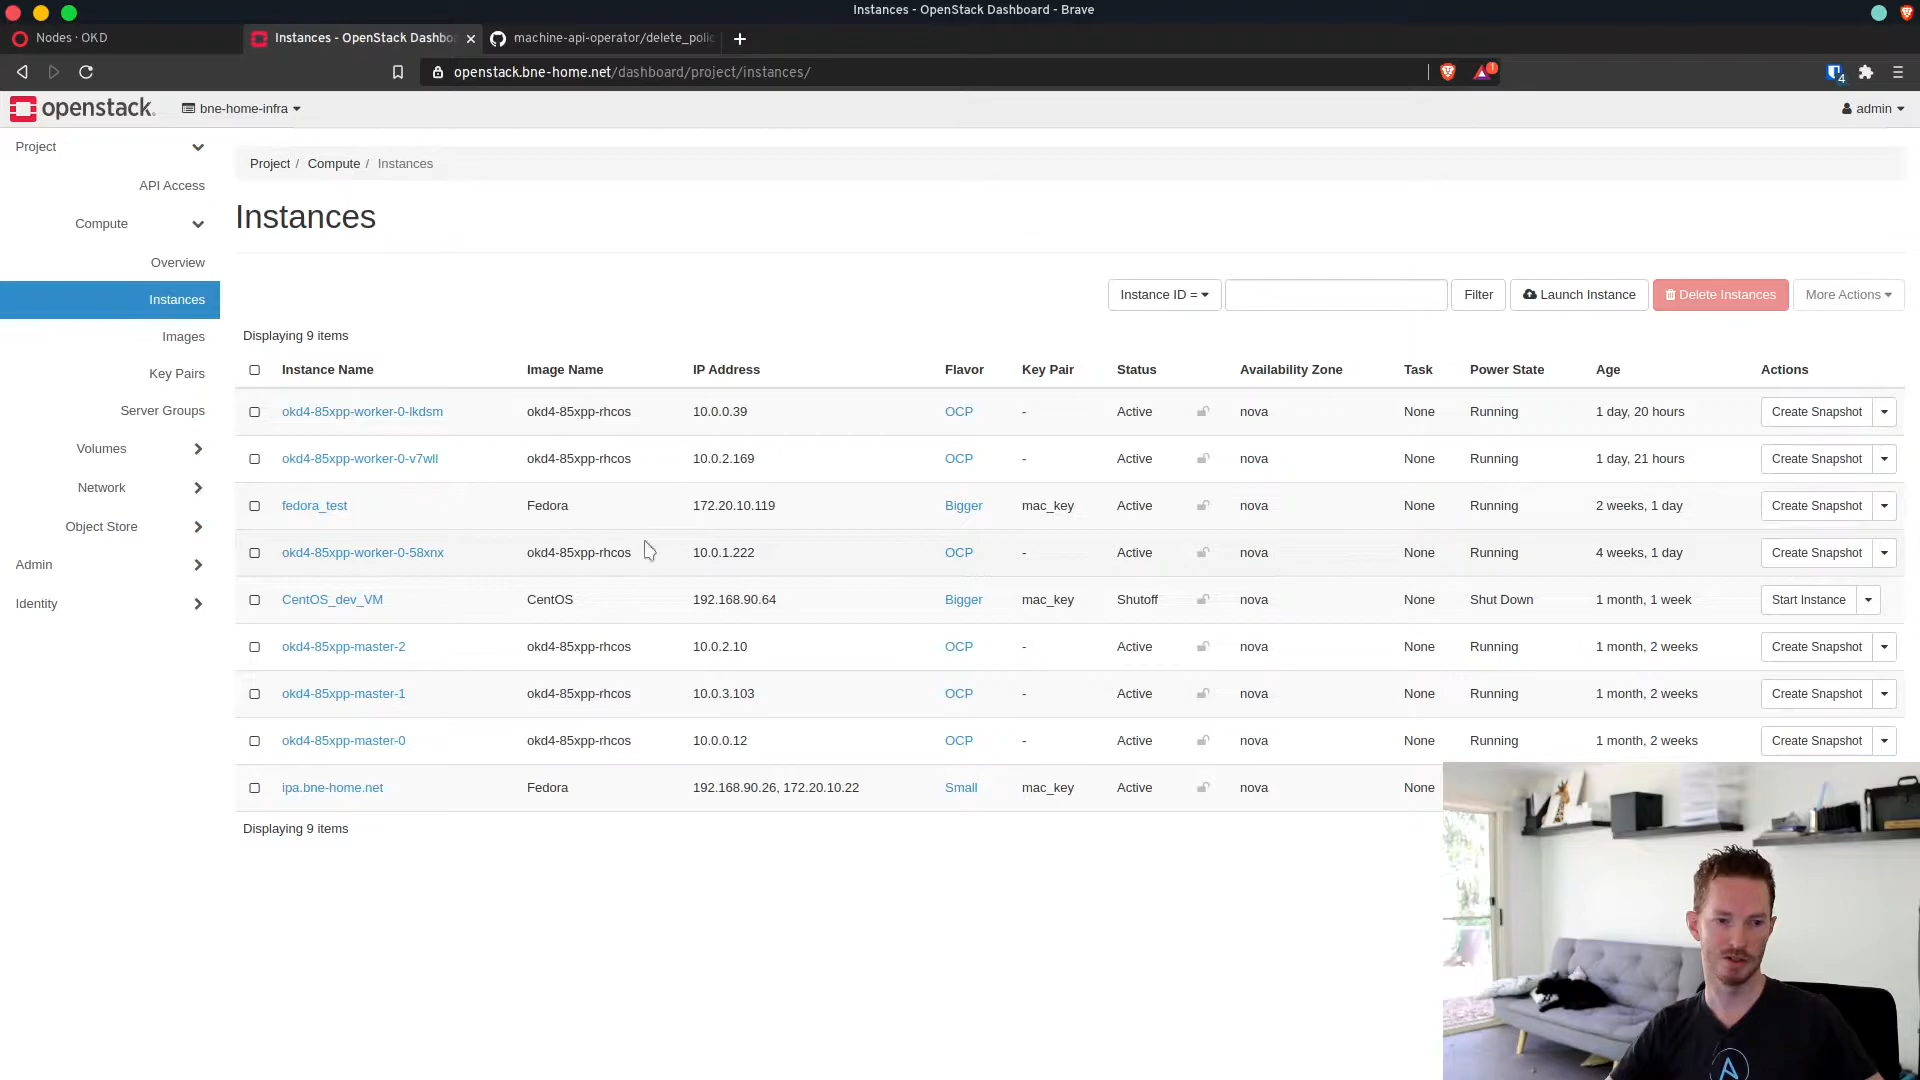 Instances - OpenStack Dashboard - Brave
Nodes · OKD
Instances - OpenStack Dashbo
machine-api-operator/delete_polic
openstack.bne-home.net/dashboard/project/instances/
4
openstack.
bne-home-infra
admin
Project
API Access
Compute
Overview
Instances
Images
Key Pairs
Server Groups
Volumes
Network
Object Store
Admin
Identity
Project / Compute / Instances
Instances
Instance ID =
Filter
Launch Instance
Delete Instances
More Actions
Displaying 9 items
Instance Name Image Name IP Address Flavor Key Pair Status Availability Zone Task Power State Age Actions
okd4-85xpp-worker-0-lkdsm okd4-85xpp-rhcos 10.0.0.39 OCP - Active nova None Running 1 day, 20 hours Create Snapshot
okd4-85xpp-worker-0-v7wll okd4-85xpp-rhcos 10.0.2.169 OCP - Active nova None Running 1 day, 21 hours Create Snapshot
fedora_test Fedora 172.20.10.119 Bigger mac_key Active nova None Running 2 weeks, 1 day Create Snapshot
okd4-85xpp-worker-0-58xnx okd4-85xpp-rhcos 10.0.1.222 OCP - Active nova None Running 4 weeks, 1 day Create Snapshot
CentOS_dev_VM CentOS 192.168.90.64 Bigger mac_key Shutoff nova None Shut Down 1 month, 1 week Start Instance
okd4-85xpp-master-2 okd4-85xpp-rhcos 10.0.2.10 OCP - Active nova None Running 1 month, 2 weeks Create Snapshot
okd4-85xpp-master-1 okd4-85xpp-rhcos 10.0.3.103 OCP - Active nova None Running 1 month, 2 weeks Create Snapshot
okd4-85xpp-master-0 okd4-85xpp-rhcos 10.0.0.12 OCP - Active nova None Running 1 month, 2 weeks Create Snapshot
ipa.bne-home.net Fedora 192.168.90.26, 172.20.10.22 Small mac_key Active nova None
Displaying 9 items